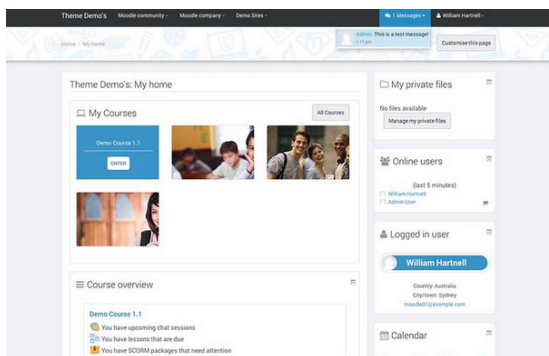 Theme Demo's
Moodle community
Moodle company
Demo Sites
1 Messages
William Hartnell
Home / My home
Admin: This is a test message!
1:11 pm
Customise this page
Theme Demo's: My home
My Courses
All Courses
Demo Course 1.1
ENTER
Course overview
Demo Course 1.1
You have upcoming chat sessions
You have lessons that are due
You have SCORM packages that need attention
My private files
No files available
Manage my private files
Online users
(last 5 minutes)
William Hartnell
Admin User
Logged in user
William Hartnell
Country: Australia
City/town: Sydney
moodle01@example.com
Calendar